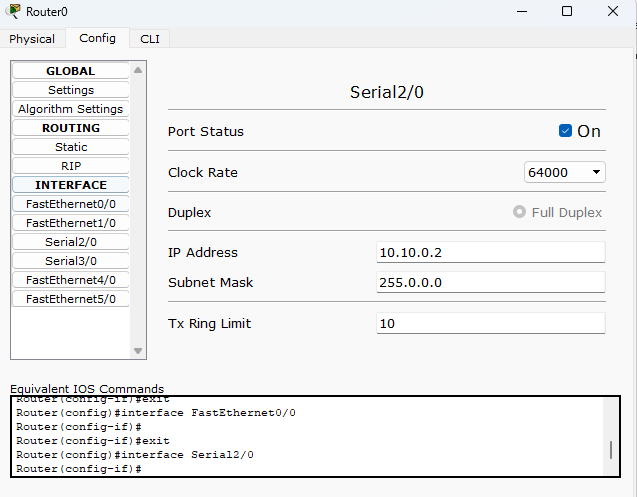 Router0
Physical Config CLI
GLOBAL
Settings
Algorithm Settings
ROUTING
Static
RIP
INTERFACE
FastEthernet0/0
FastEthernet1/0
Serial2/0
Serial3/0
FastEthernet4/0
FastEthernet5/0
Serial2/0
Port Status On
Clock Rate 64000
Duplex Full Duplex
IP Address 10.10.0.2
Subnet Mask 255.0.0.0
Tx Ring Limit 10
Equivalent IOS Commands
Router(config-if)#exit
Router(config)#interface FastEthernet0/0
Router(config-if)#
Router(config-if)#exit
Router(config)#interface Serial2/0
Router(config-if)#